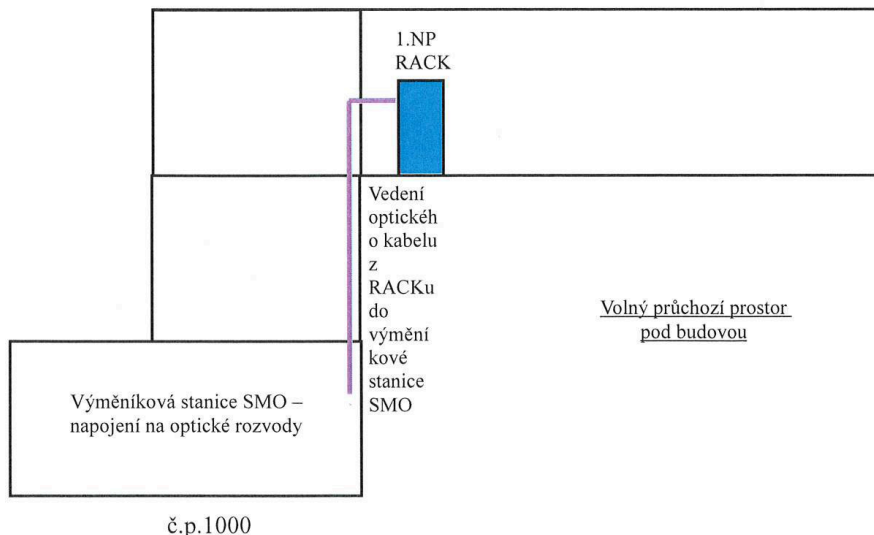 1.NP
RACK
Vedení
optickéh
o kabelu
z
RACKu
do
výmění
kové
stanice
SMO
Volný průchozí prostor
pod budovou
Výměníková stanice SMO –
napojení na optické rozvody
č.p.1000